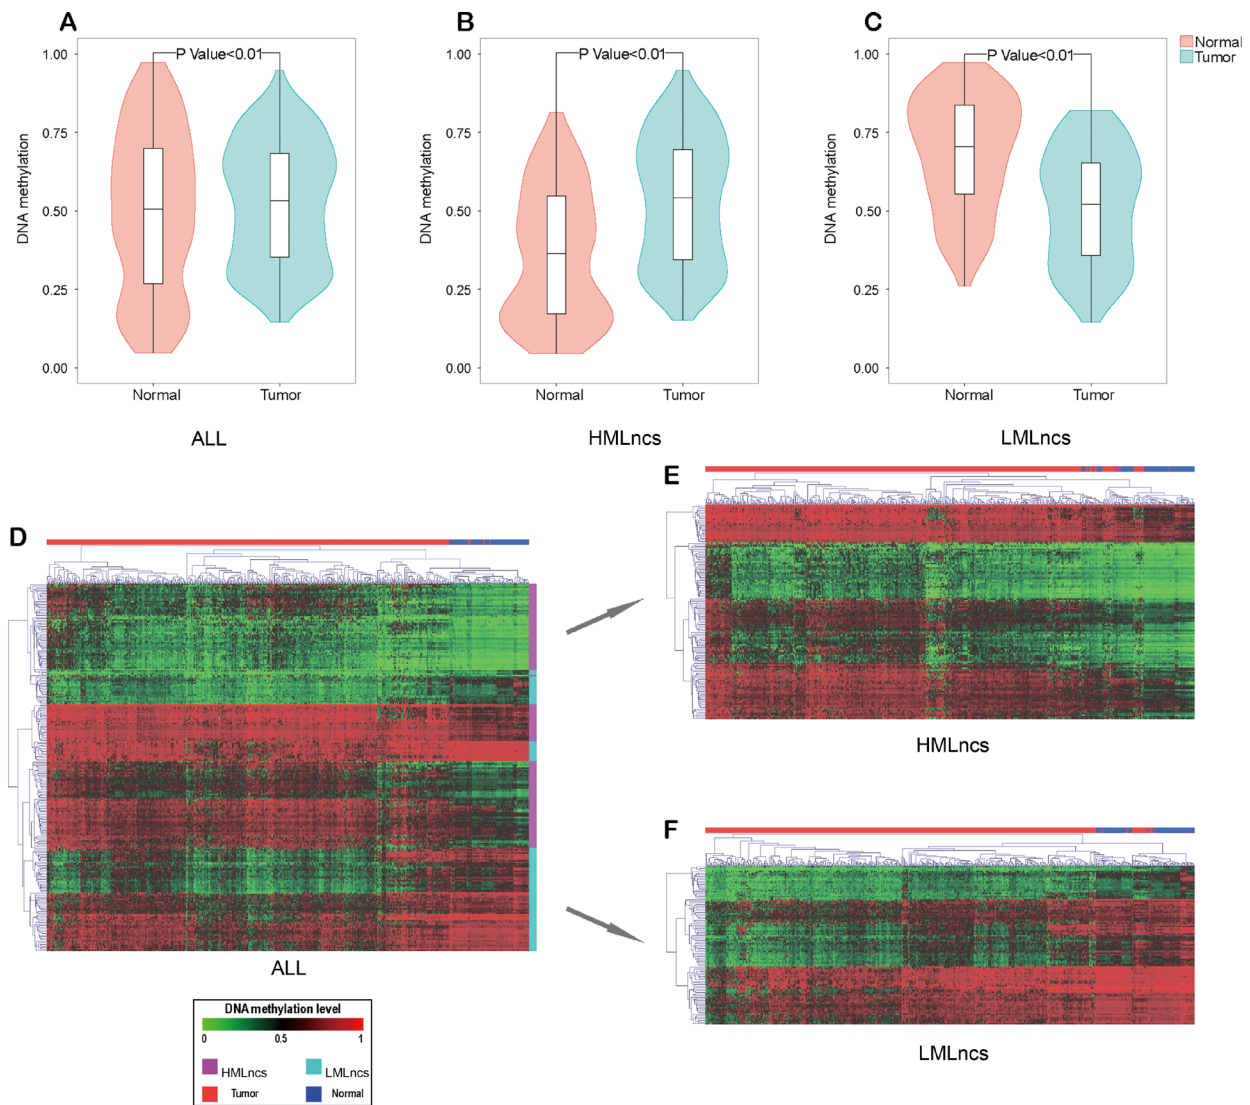 A
B
C
P Value<0.01
P Value<0.01
P Value<0.01
Normal
Tumor
DNA methylation
1.00
0.75
0.50
0.25
0.00
Normal
Tumor
ALL
DNA methylation
1.00
0.75
0.50
0.25
0.00
Normal
Tumor
HMLncs
DNA methylation
1.00
0.75
0.50
0.25
0.00
Normal
Tumor
LMLncs
D
ALL
E
HMLncs
F
LMLncs
DNA methylation level
0 0.5 1
HMLncs LMLncs
Tumor Normal